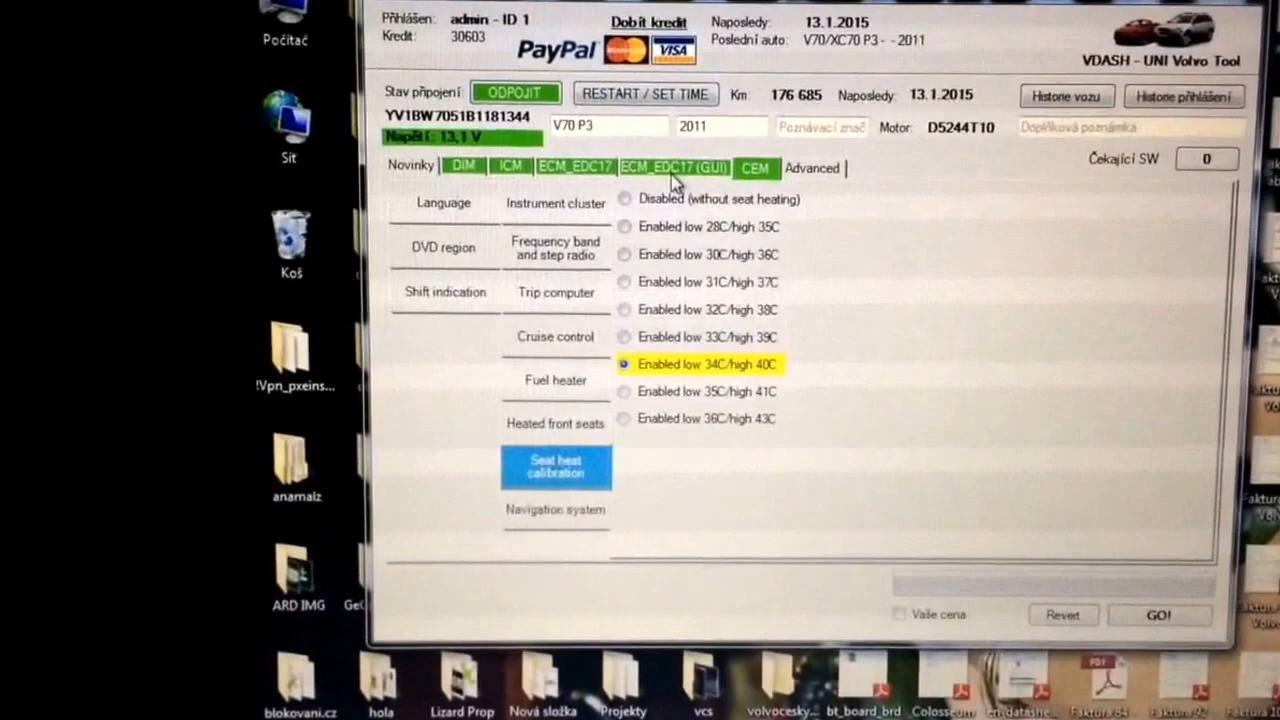 Počítač
Síť
Koš
!Vpn_pxeins...
anamalz
ARD IMG
blokovani.cz
hola
Lizard Prop
Nová složka
Projekty
vcs
volvocesky...
bt_board_brd
Přihlášen: admin - ID 1
Kredit: 30603
Dobít kredit
PayPal MasterCard VISA
Naposledy: 13.1.2015
Poslední auto: V70/XC70 P3 - - 2011
VDASH - UNI Volvo Tool
Stav připojení: ODPOJIT RESTART / SET TIME Km: 176 685 Naposledy: 13.1.2015 Historie vozu Historie přihlášení
YV1BW7051B1181344 V70 P3 2011 Poznávací znač Motor: D5244T10 Doplňková poznámka
Napětí: 13,1 V
Čekající SW 0
Novinky DIM ICM ECM_EDC17 ECM_EDC17 (GUI) CEM Advanced
Language
DVD region
Shift indication
Instrument cluster
Frequency band
and step radio
Trip computer
Cruise control
Fuel heater
Heated front seats
Seat heat
calibration
Navigation system
Disabled (without seat heating)
Enabled low 28C/high 35C
Enabled low 30C/high 36C
Enabled low 31C/high 37C
Enabled low 32C/high 38C
Enabled low 33C/high 39C
Enabled low 34C/high 40C
Enabled low 35C/high 41C
Enabled low 36C/high 43C
Vaše cena Revert GO!